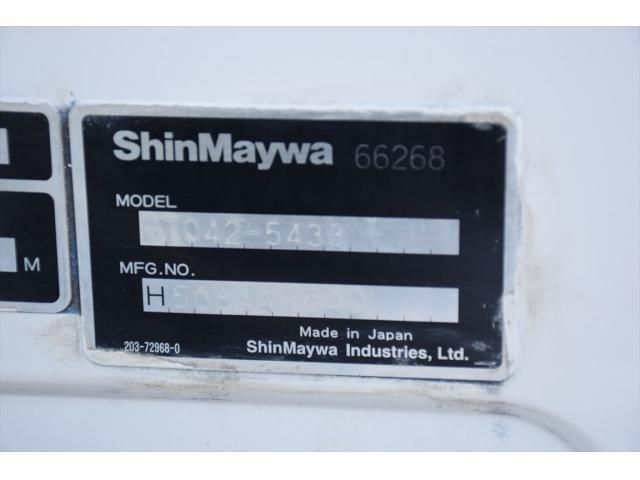 ShinMaywa 66268
MODEL
MFG.NO.
H
M
Made in Japan
203-72968-0 ShinMaywa Industries, Ltd.